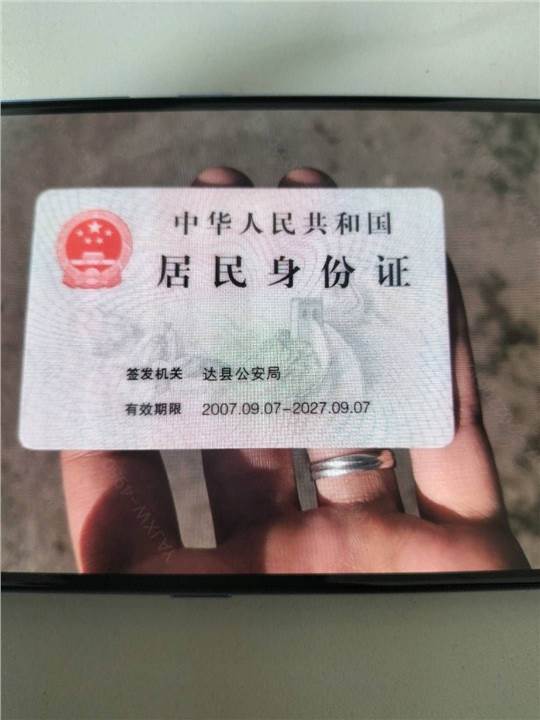 中华人民共和国
居民身份证
签发机关 达县公安局
有效期限 2007.09.07-2027.09.07